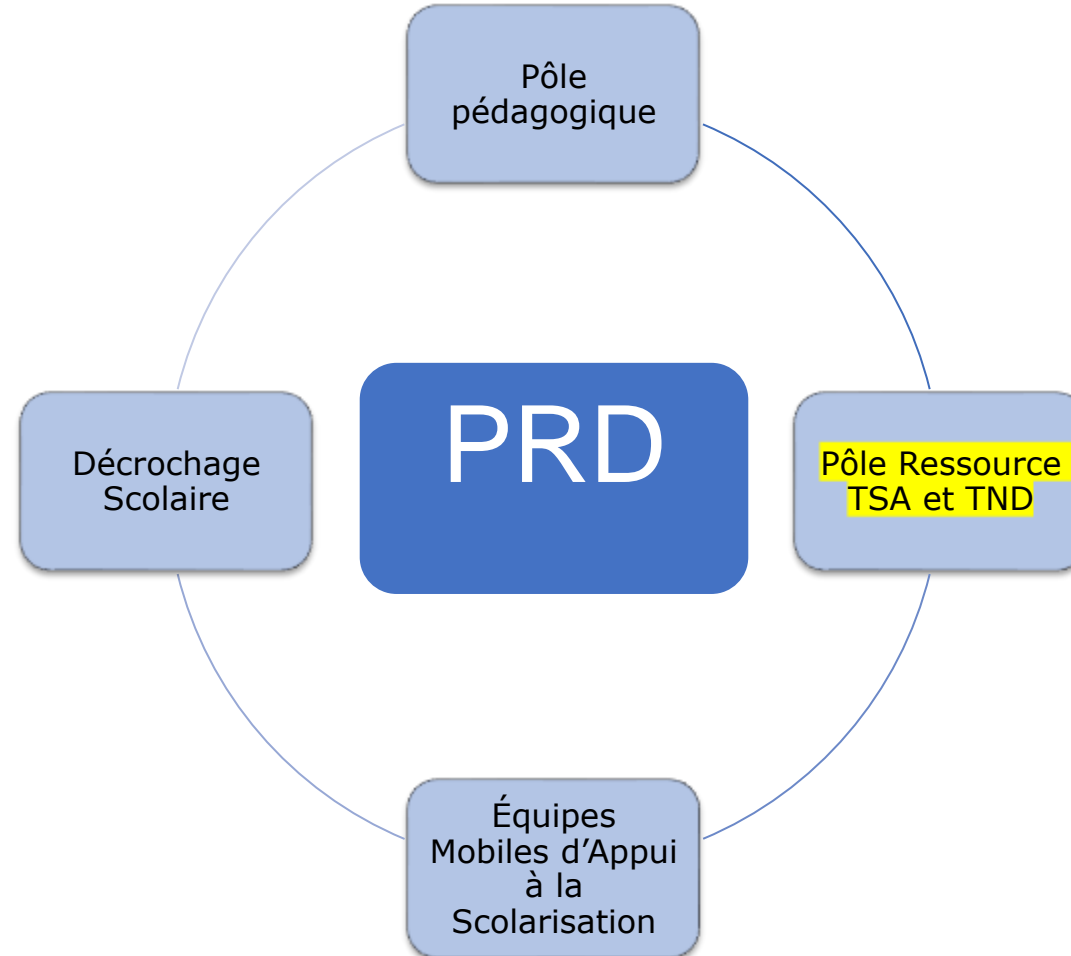 Pôle
pédagogique
PRD
Décrochage
Scolaire
Pôle Ressource
TSA et TND
Équipes
Mobiles d’Appui
à la
Scolarisation